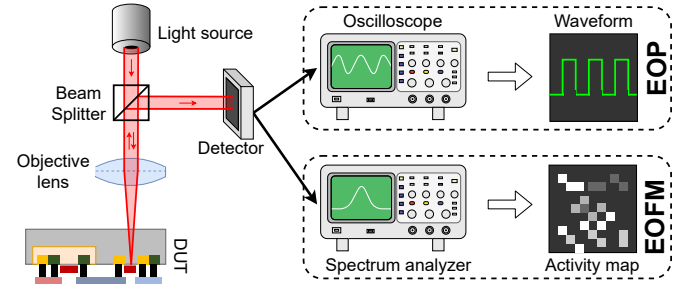 Light source
Beam
Splitter
Objective
lens
Detector
DUT
Oscilloscope
Waveform
EOP
Spectrum analyzer
Activity map
EOFM